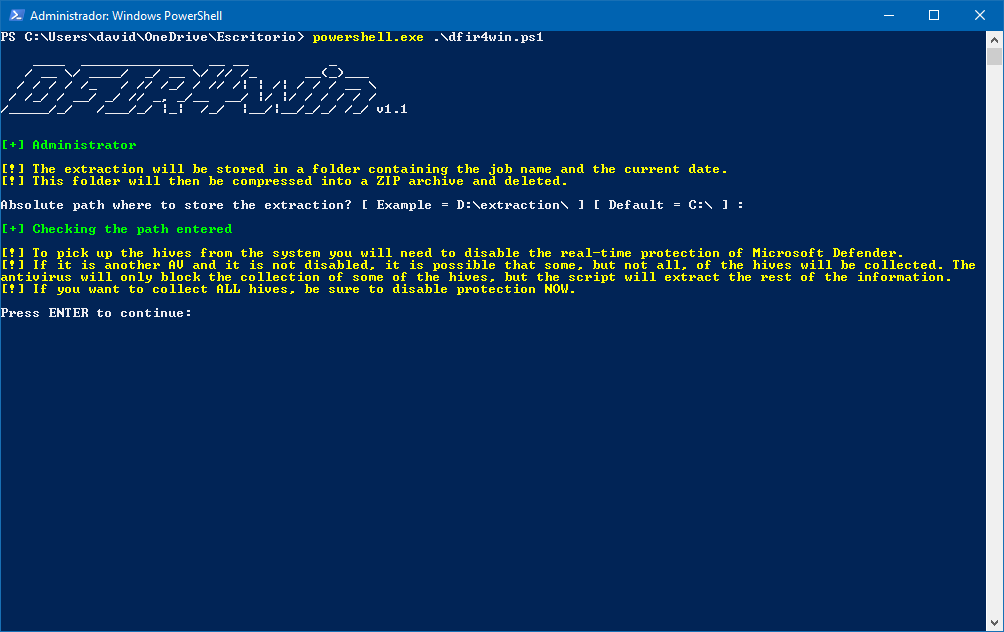 Administrador: Windows PowerShell
PS C:\Users\david\OneDrive\Escritorio> powershell.exe .\dfir4win.ps1
DFIR4win v1.1
[+] Administrator
[!] The extraction will be stored in a folder containing the job name and the current date.
[!] This folder will then be compressed into a ZIP archive and deleted.
Absolute path where to store the extraction? [ Example = D:\extraction\ ] [ Default = C:\ ] :
[+] Checking the path entered
[!] To pick up the hives from the system you will need to disable the real-time protection of Microsoft Defender.
[!] If it is another AV and it is not disabled, it is possible that some, but not all, of the hives will be collected. The
antivirus will only block the collection of some of the hives, but the script will extract the rest of the information.
[!] If you want to collect ALL hives, be sure to disable protection NOW.
Press ENTER to continue: